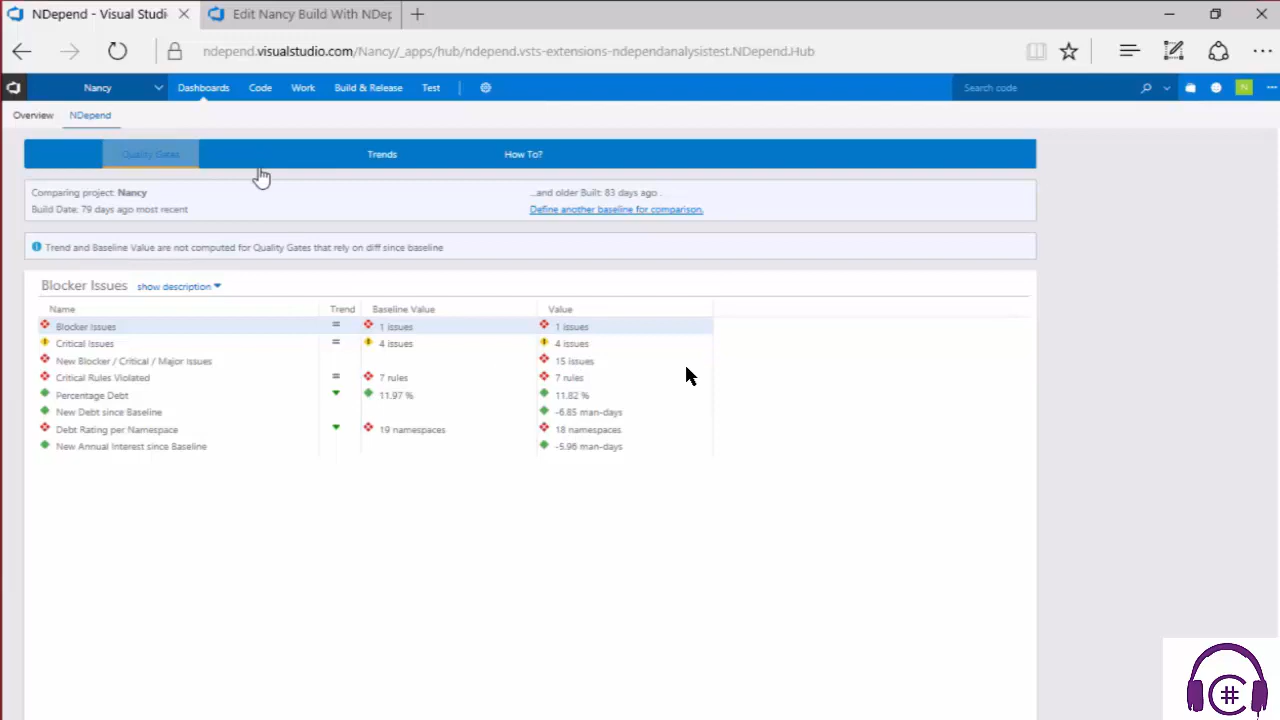 NDepend - Visual Studi
Edit Nancy Build With NDep
ndepend.visualstudio.com/Nancy/_apps/hub/ndepend.vsts-extensions-ndependanalysistest.NDepend.Hub
Nancy Dashboards Code Work Build & Release Test Search code N
Overview NDepend
Quality Gates Trends How To?
Comparing project: Nancy ...and older Built: 83 days ago .
Build Date: 79 days ago most recent Define another baseline for comparison.
Trend and Baseline Value are not computed for Quality Gates that rely on diff since baseline
Blocker Issues show description
Name Trend Baseline Value Value
Blocker Issues = 1 issues 1 issues
Critical Issues = 4 issues 4 issues
New Blocker / Critical / Major Issues 15 issues
Critical Rules Violated = 7 rules 7 rules
Percentage Debt 11.97 % 11.82 %
New Debt since Baseline -6.85 man-days
Debt Rating per Namespace 19 namespaces 18 namespaces
New Annual Interest since Baseline -5.96 man-days
C#